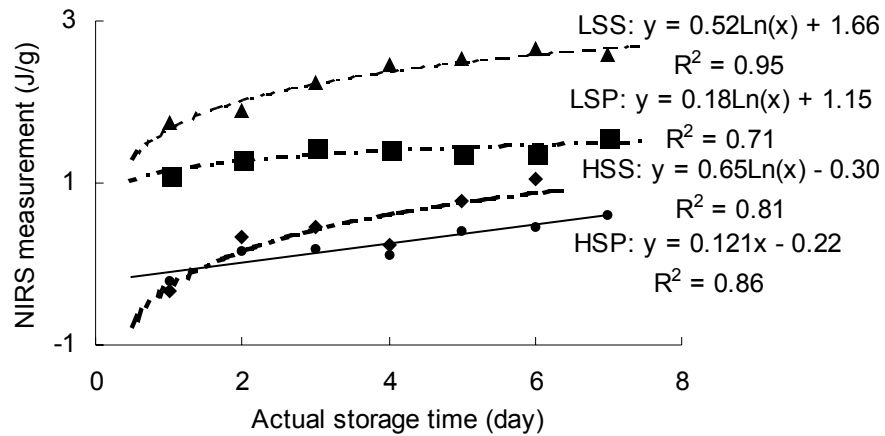 3
1
-1
NIRS measurement (J/g)
0
2
4
6
8
Actual storage time (day)
LSS: y = 0.52Ln(x) + 1.66
R² = 0.95
LSP: y = 0.18Ln(x) + 1.15
R² = 0.71
HSS: y = 0.65Ln(x) - 0.30
R² = 0.81
HSP: y = 0.121x - 0.22
R² = 0.86